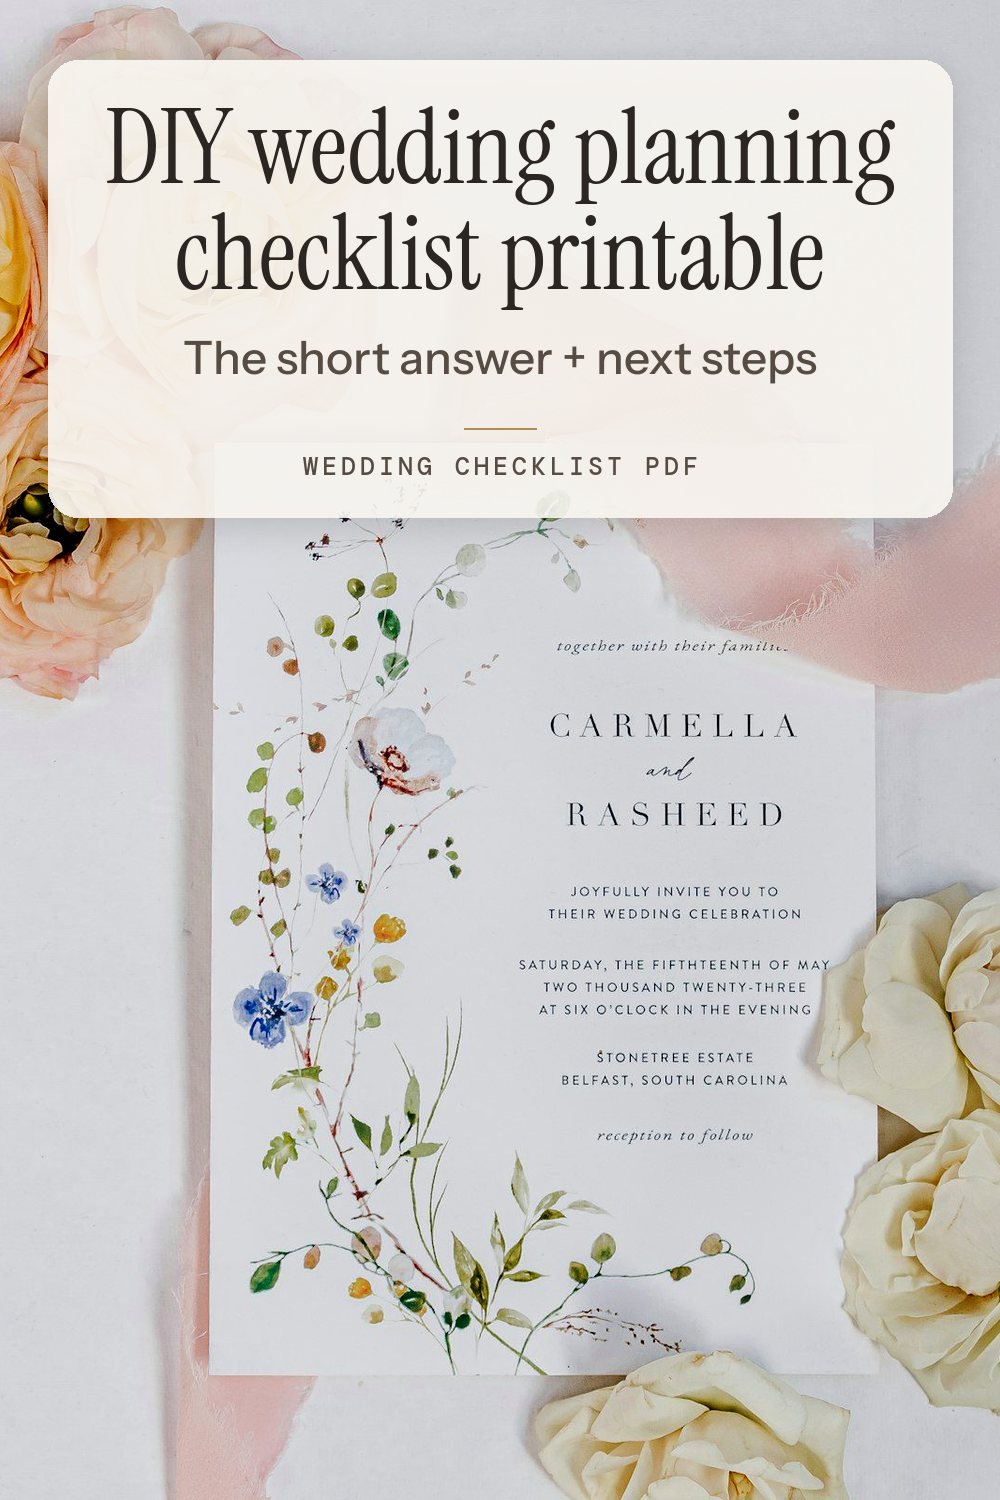 DIY wedding planning
checklist printable
The short answer + next steps
WEDDING CHECKLIST PDF
together with their families
CARMELLA
and
RASHEED
JOYFULLY INVITE YOU TO
THEIR WEDDING CELEBRATION
SATURDAY, THE FIFTHTEENTH OF MAY
TWO THOUSAND TWENTY-THREE
AT SIX O'CLOCK IN THE EVENING
STONETREE ESTATE
BELFAST, SOUTH CAROLINA
reception to follow